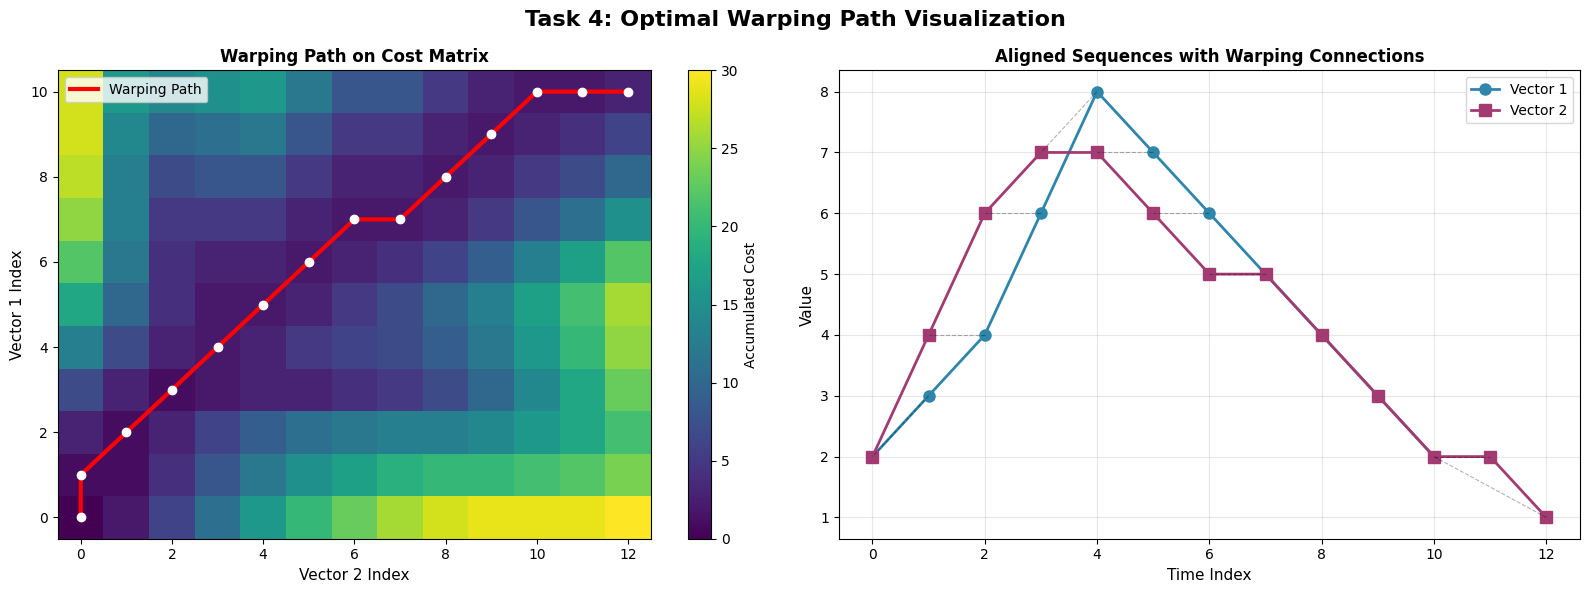 Task 4: Optimal Warping Path Visualization
Warping Path on Cost Matrix
Warping Path
10
8
6
4
2
0
Vector 1 Index
0 2 4 6 8 10 12
Vector 2 Index
30
25
20
15
10
5
0
Accumulated Cost
Aligned Sequences with Warping Connections
Vector 1
Vector 2
8
7
6
5
4
3
2
1
Value
0 2 4 6 8 10 12
Time Index